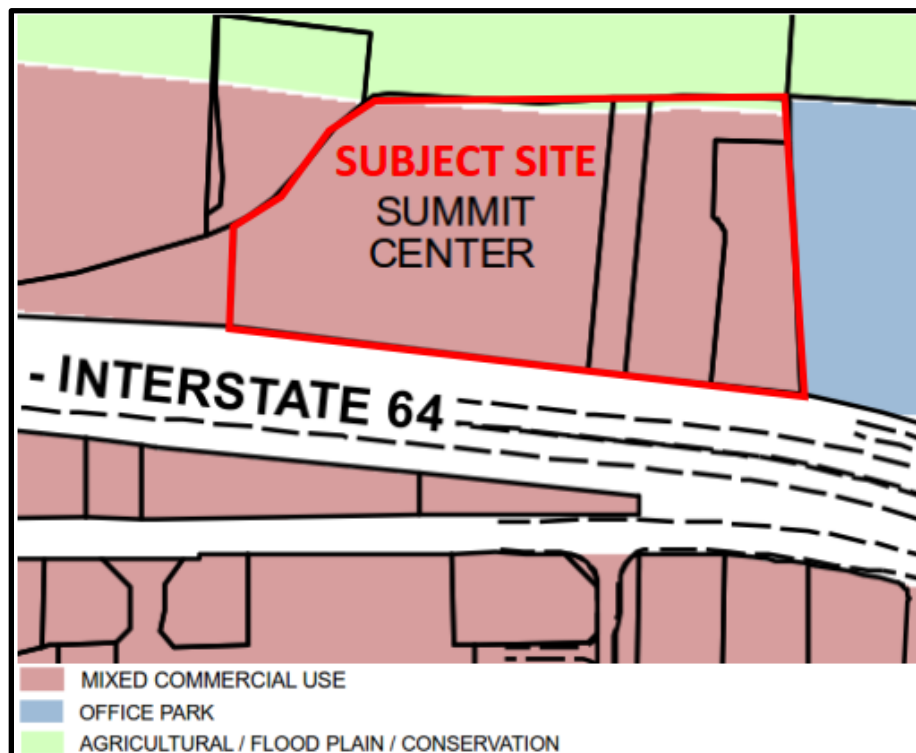 SUBJECT SITE
SUMMIT
CENTER
- INTERSTATE 64
MIXED COMMERCIAL USE
OFFICE PARK
AGRICULTURAL / FLOOD PLAIN / CONSERVATION